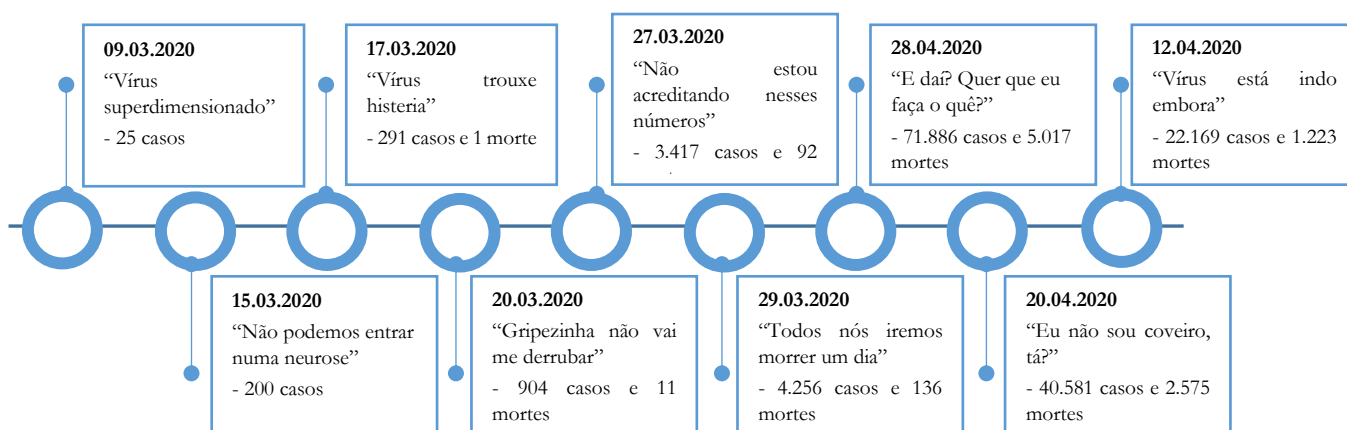 09.03.2020
“Vírus
superdimensionado”
- 25 casos
17.03.2020
“Vírus trouxe
histeria”
- 291 casos e 1 morte
27.03.2020
“Não estou
acreditando nesses
números”
- 3.417 casos e 92
28.04.2020
“E daí? Quer que eu
faça o quê?”
- 71.886 casos e 5.017
mortes
12.04.2020
“Vírus está indo
embora”
- 22.169 casos e 1.223
mortes
15.03.2020
“Não podemos entrar
numa neurose”
- 200 casos
20.03.2020
“Gripezinha não vai
me derrubar”
- 904 casos e 11
mortes
29.03.2020
“Todos nós iremos
morrer um dia”
- 4.256 casos e 136
mortes
20.04.2020
“Eu não sou coveiro,
tá?”
- 40.581 casos e 2.575
mortes